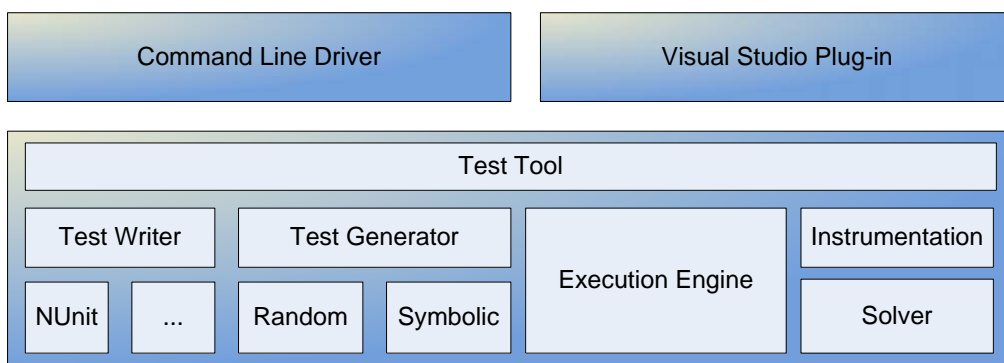 Command Line Driver
Visual Studio Plug-in
Test Tool
Test Writer
Test Generator
Execution Engine
Instrumentation
NUnit
...
Random
Symbolic
Solver